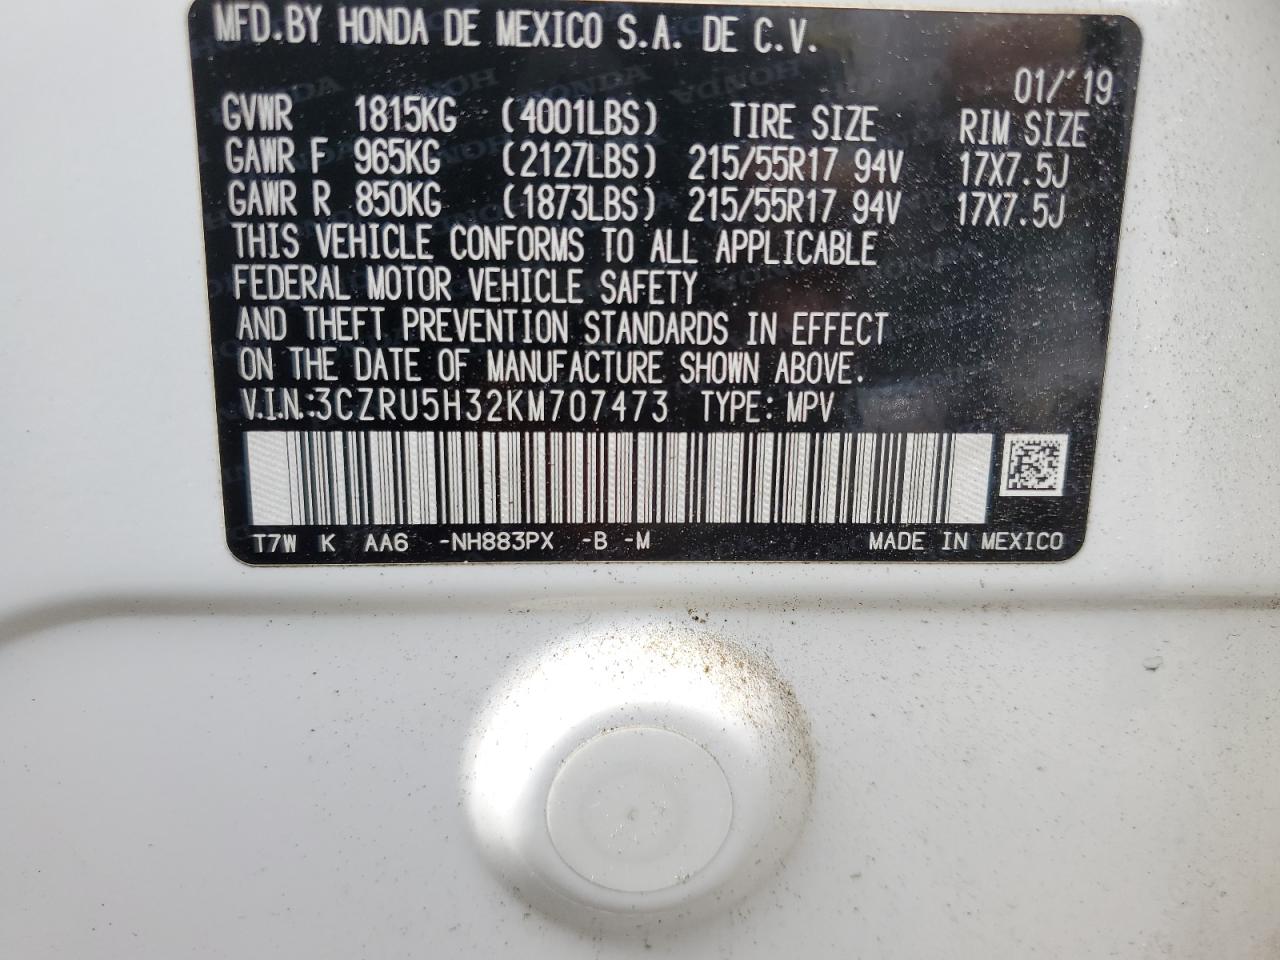 MFD.BY HONDA DE MEXICO S.A. DE C.V.
01/'19
GVWR 1815KG (4001LBS) TIRE SIZE RIM SIZE
GAWR F 965KG (2127LBS) 215/55R17 94V 17X7.5J
GAWR R 850KG (1873LBS) 215/55R17 94V 17X7.5J
THIS VEHICLE CONFORMS TO ALL APPLICABLE
FEDERAL MOTOR VEHICLE SAFETY
AND THEFT PREVENTION STANDARDS IN EFFECT
ON THE DATE OF MANUFACTURE SHOWN ABOVE.
V.I.N.:3CZRU5H32KM707473 TYPE: MPV
T7W K AA6 -NH883PX -B -M MADE IN MEXICO